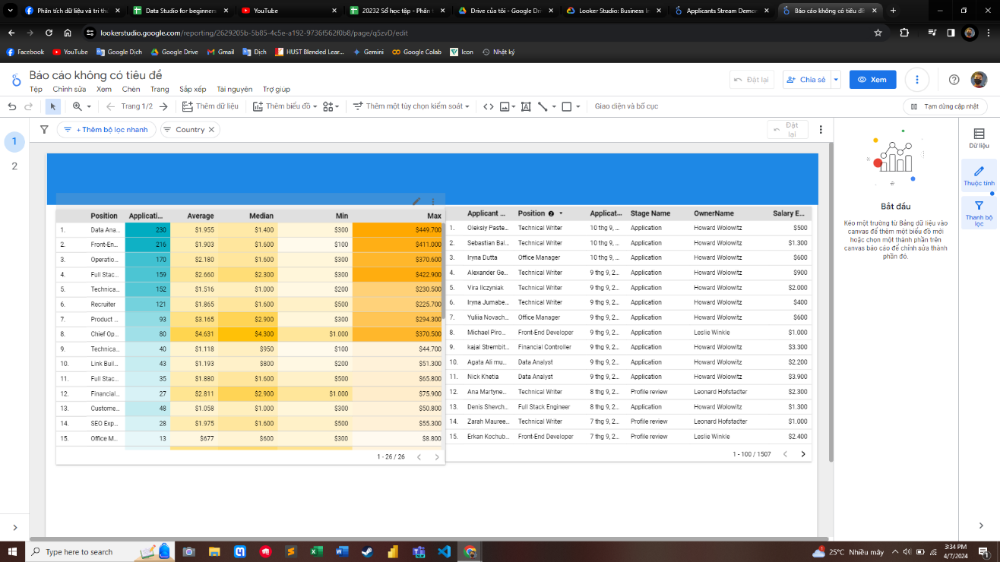 Phân tích dữ liệu và tri thứ
Data Studio for beginners
YouTube
20232 Sổ học tập - Phân t
Drive của tôi - Google Dri
Looker Studio: Business In
Applicants Stream Demon
Báo cáo không có tiêu đề
lookerstudio.google.com/reporting/2629205b-5b85-4c5e-a192-9736f562f0b8/page/q5zvD/edit
Facebook YouTube Google Dịch Google Drive Gmail Dịch HUST Blended Lear... Gemini Google Colab Icon Nhật ký
Báo cáo không có tiêu đề
Tệp Chỉnh sửa Xem Chèn Trang Sắp xếp Tài nguyên Trợ giúp
Đặt lại Chia sẻ Xem
Trang 1/2 Thêm dữ liệu Thêm biểu đồ Thêm một tùy chọn kiểm soát Giao diện và bố cục Tạm dừng cập nhật
1
2
+ Thêm bộ lọc nhanh Country
Đặt
lại
Position Applicati... Average Median Min Max
1. Data Ana... 230 $1.955 $1.400 $300 $449.700
2. Front-En... 216 $1.903 $1.600 $100 $411.000
3. Operatio... 170 $2.180 $1.600 $300 $370.600
4. Full Stac... 159 $2.660 $2.300 $300 $422.900
5. Technica... 152 $1.516 $1.000 $200 $230.500
6. Recruiter 121 $1.865 $1.600 $500 $225.700
7. Product ... 93 $3.165 $2.900 $300 $294.300
8. Chief Op... 80 $4.631 $4.300 $1.000 $370.500
9. Technica... 40 $1.118 $950 $100 $44.700
10. Link Buil... 43 $1.193 $800 $200 $51.300
11. Full Stac... 35 $1.880 $1.600 $500 $65.800
12. Financial... 27 $2.811 $2.900 $1.000 $75.900
13. Custome... 48 $1.058 $1.000 $300 $50.800
14. SEO Exp... 28 $1.975 $1.600 $500 $55.300
15. Office M... 13 $677 $600 $300 $8.800
1 - 26 / 26
Applicant ... Position 2 Applicat... Stage Name OwnerName Salary E...
1. Oleksiy Paste... Technical Writer 10 thg 9, ... Application Howard Wolowitz $500
2. Sebastian Bal... Technical Writer 10 thg 9, ... Application Howard Wolowitz $1.300
3. Iryna Dutta Office Manager 10 thg 9, ... Application Howard Wolowitz $600
4. Alexander Ge... Technical Writer 9 thg 9, 2... Application Howard Wolowitz $900
5. Vira Ilczyniak Technical Writer 9 thg 9, 2... Application Howard Wolowitz $2.000
6. Iryna Jumabe... Technical Writer 9 thg 9, 2... Application Howard Wolowitz $400
7. Yuliia Novach... Office Manager 9 thg 9, 2... Application Howard Wolowitz $600
8. Michael Piro... Front-End Developer 9 thg 9, 2... Application Leslie Winkle $1.000
9. kajal Strembit... Financial Controller 9 thg 9, 2... Application Howard Wolowitz $3.300
10. Agata Ali mu... Data Analyst 9 thg 9, 2... Application Howard Wolowitz $2.200
11. Nick Khetia Data Analyst 9 thg 9, 2... Application Howard Wolowitz $3.900
12. Ana Martyne... Technical Writer 8 thg 9, 2... Profile review Leonard Hofstadter $2.300
13. Denis Shevch... Full Stack Engineer 8 thg 9, 2... Application Howard Wolowitz $1.300
14. Zarah Mauree... Technical Writer 7 thg 9, 2... Profile review Leonard Hofstadter $1.000
15. Erkan Kochub... Front-End Developer 7 thg 9, 2... Profile review Leslie Winkle $2.400
1 - 100 / 1507
Bắt đầu
Kéo một trường từ Bảng dữ liệu vào
canvas để thêm một biểu đồ mới
hoặc chọn một thành phần trên
canvas báo cáo để chỉnh sửa thành
phần đó.
Dữ liệu
Thuộc tính
Thanh bộ
lọc
Type here to search
25°C Nhiều mây
3:34 PM
4/7/2024